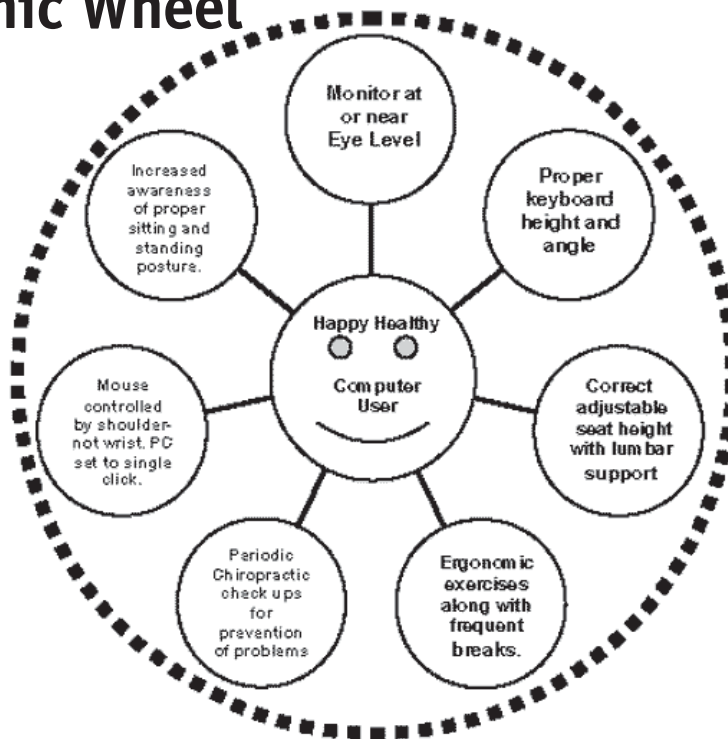 nic Wheel
Monitor at
or near
Eye Level
Proper
keyboard
height and
angle
Correct
adjustable
seat height
with lumbar
support
Ergonomic
exercises
along with
frequent
breaks.
Periodic
Chiropractic
check ups
for
prevention
of problems
Mouse
controlled
by shoulder-
not wrist. PC
set to single
click.
Increased
awareness
of proper
sitting and
standing
posture.
Happy Healthy
Computer
User